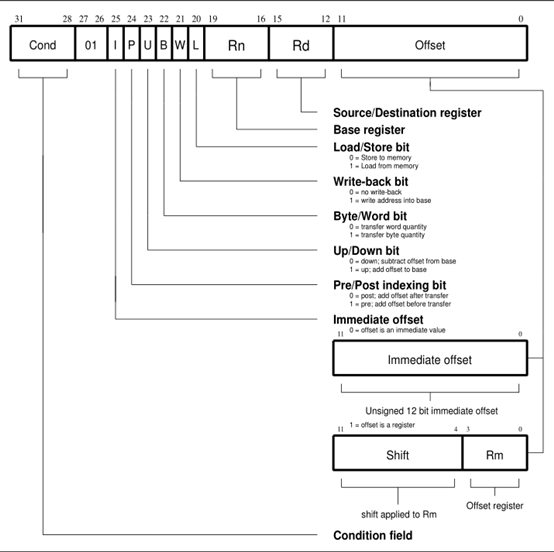 31 28 27 26 25 24 23 22 21 20 19 16 15 12 11 0
Cond 01 I P U B W L Rn Rd Offset
Source/Destination register
Base register
Load/Store bit
0 = Store to memory
1 = Load from memory
Write-back bit
0 = no write-back
1 = write address into base
Byte/Word bit
0 = transfer word quantity
1 = transfer byte quantity
Up/Down bit
0 = down; subtract offset from base
1 = up; add offset to base
Pre/Post indexing bit
0 = post; add offset after transfer
1 = pre; add offset before transfer
Immediate offset
0 = offset is an immediate value
11 0
Immediate offset
Unsigned 12 bit immediate offset
1 = offset is a register
11 4 3 0
Shift Rm
Offset register
shift applied to Rm
Condition field